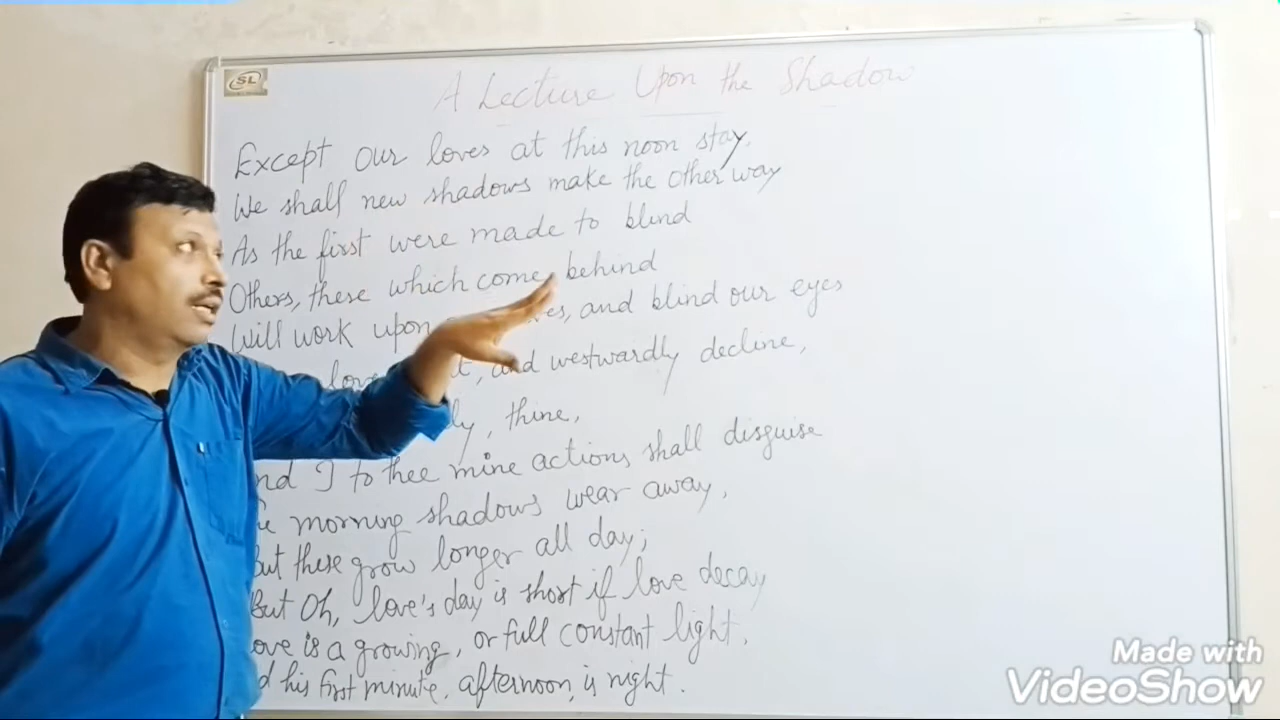 SL
A Lecture Upon the Shadow
Except our loves at this noon stay,
We shall new shadows make the other way
As the first were made to blind
Others, these which come behind
Will work upon and blind our eyes
and westwardly decline,
thine,
I to thee mine actions shall disguise
morning shadows wear away,
these grow longer all day;
But Oh, love's day is short if love decay
is a growing, or full constant light,
his first minute, afternoon, is night.
Made with
VideoShow